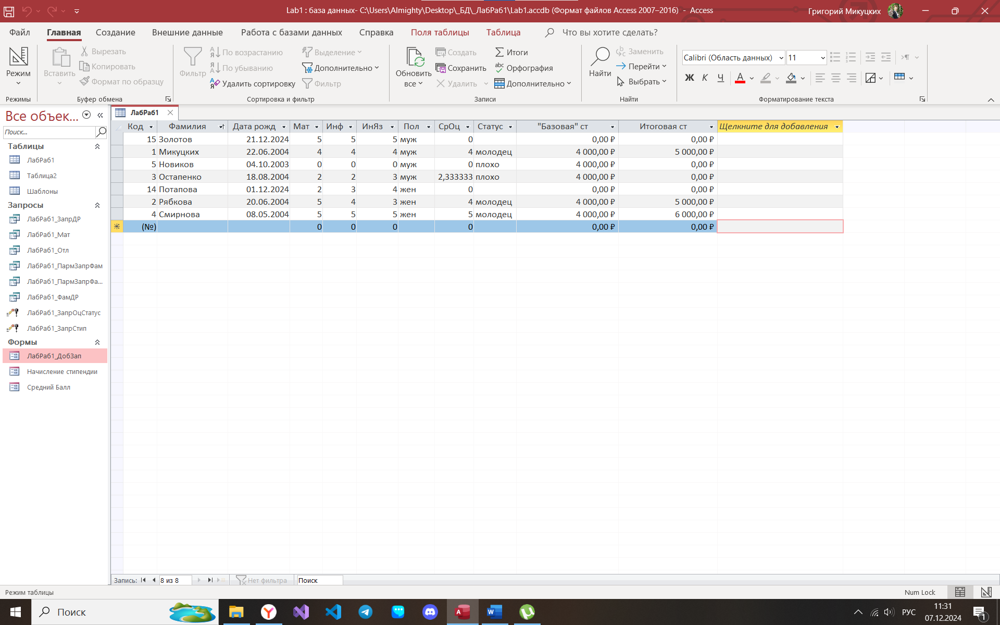 Lab1 : база данных- C:\Users\Almighty\Desktop\_БД\_ЛабРаб1\Lab1.accdb (Формат файлов Access 2007–2016) - Access
Григорий Микуцких
Файл Главная Создание Внешние данные Работа с базами данных Справка Поля таблицы Таблица Что вы хотите сделать?
Режим
Режимы
Вставить
Вырезать
Копировать
Формат по образцу
Буфер обмена
Фильтр
По возрастанию
По убыванию
Удалить сортировку
Выделение
Дополнительно
Фильтр
Сортировка и фильтр
Обновить
все
Создать
Сохранить
Удалить
Итоги
Орфография
Дополнительно
Записи
Найти
Заменить
Перейти
Выбрать
Найти
Calibri (Область данных) 11
Ж К Ч А
Форматирование текста
Все объек...
Поиск...
Таблицы
ЛабРаб1
Таблица2
Шаблоны
Запросы
ЛабРаб1_ЗапрДР
ЛабРаб1_Мат
ЛабРаб1_Отл
ЛабРаб1_ПармЗапрФам
ЛабРаб1_ПармЗапрФа...
ЛабРаб1_ФамДР
ЛабРаб1_ЗапрОцСтатус
ЛабРаб1_ЗапрСтип
Формы
ЛабРаб1_ДобЗап
Начисление стипендии
Средний Балл
ЛабРаб1
Код Фамилия Дата рожд Мат Инф ИнЯз Пол СрОц Статус "Базовая" ст Итоговая ст Щелкните для добавления
15 Золотов 21.12.2024 5 5 5 муж 0 0,00 ₽ 0,00 ₽
1 Микуцких 22.06.2004 4 4 4 муж 4 молодец 4 000,00 ₽ 5 000,00 ₽
5 Новиков 04.10.2003 0 0 0 муж 0 плохо 4 000,00 ₽ 0,00 ₽
3 Остапенко 18.08.2004 2 2 3 муж 2,333333 плохо 4 000,00 ₽ 0,00 ₽
14 Потапова 01.12.2024 2 3 4 жен 0 0,00 ₽ 0,00 ₽
2 Рябкова 20.06.2004 5 4 3 жен 4 молодец 4 000,00 ₽ 5 000,00 ₽
4 Смирнова 08.05.2004 5 5 5 жен 5 молодец 4 000,00 ₽ 6 000,00 ₽
(№) 0 0 0 0 0,00 ₽ 0,00 ₽
Запись: 8 из 8 Нет фильтра Поиск
Режим таблицы
Num Lock
Поиск
РУС
11:31
07.12.2024
1